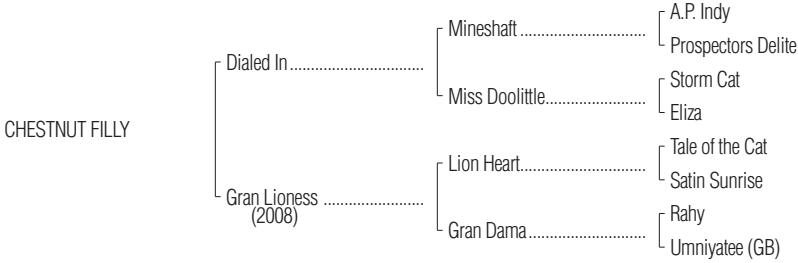 A.P. Indy
Mineshaft ..............................
Prospectors Delite
Dialed In ................................
Storm Cat
Miss Doolittle........................
Eliza
CHESTNUT FILLY
Tale of the Cat
Lion Heart..............................
Satin Sunrise
Gran Lioness ........................
(2008)
Rahy
Gran Dama............................
Umniyatee (GB)